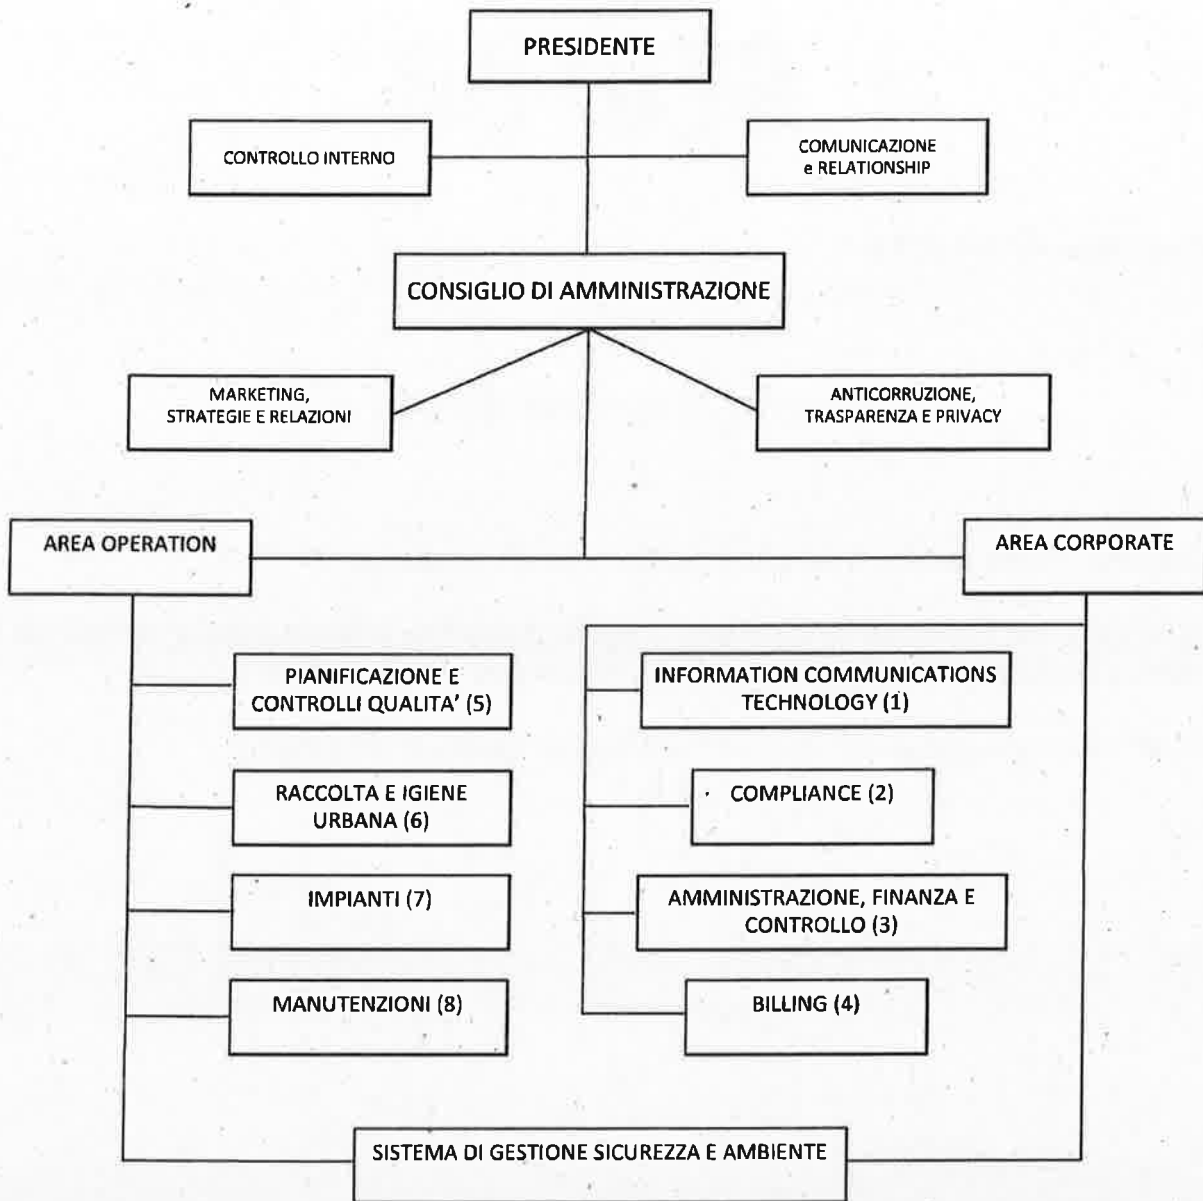 PRESIDENTE
CONTROLLO INTERNO
COMUNICAZIONE
e RELATIONSHIP
CONSIGLIO DI AMMINISTRAZIONE
MARKETING,
STRATEGIE E RELAZIONI
ANTICORRUZIONE,
TRASPARENZA E PRIVACY
AREA OPERATION
AREA CORPORATE
PIANIFICAZIONE E
CONTROLLI QUALITA' (5)
INFORMATION COMMUNICATIONS
TECHNOLOGY (1)
RACCOLTA E IGIENE
URBANA (6)
COMPLIANCE (2)
IMPIANTI (7)
AMMINISTRAZIONE, FINANZA E
CONTROLLO (3)
MANUTENZIONI (8)
BILLING (4)
SISTEMA DI GESTIONE SICUREZZA E AMBIENTE